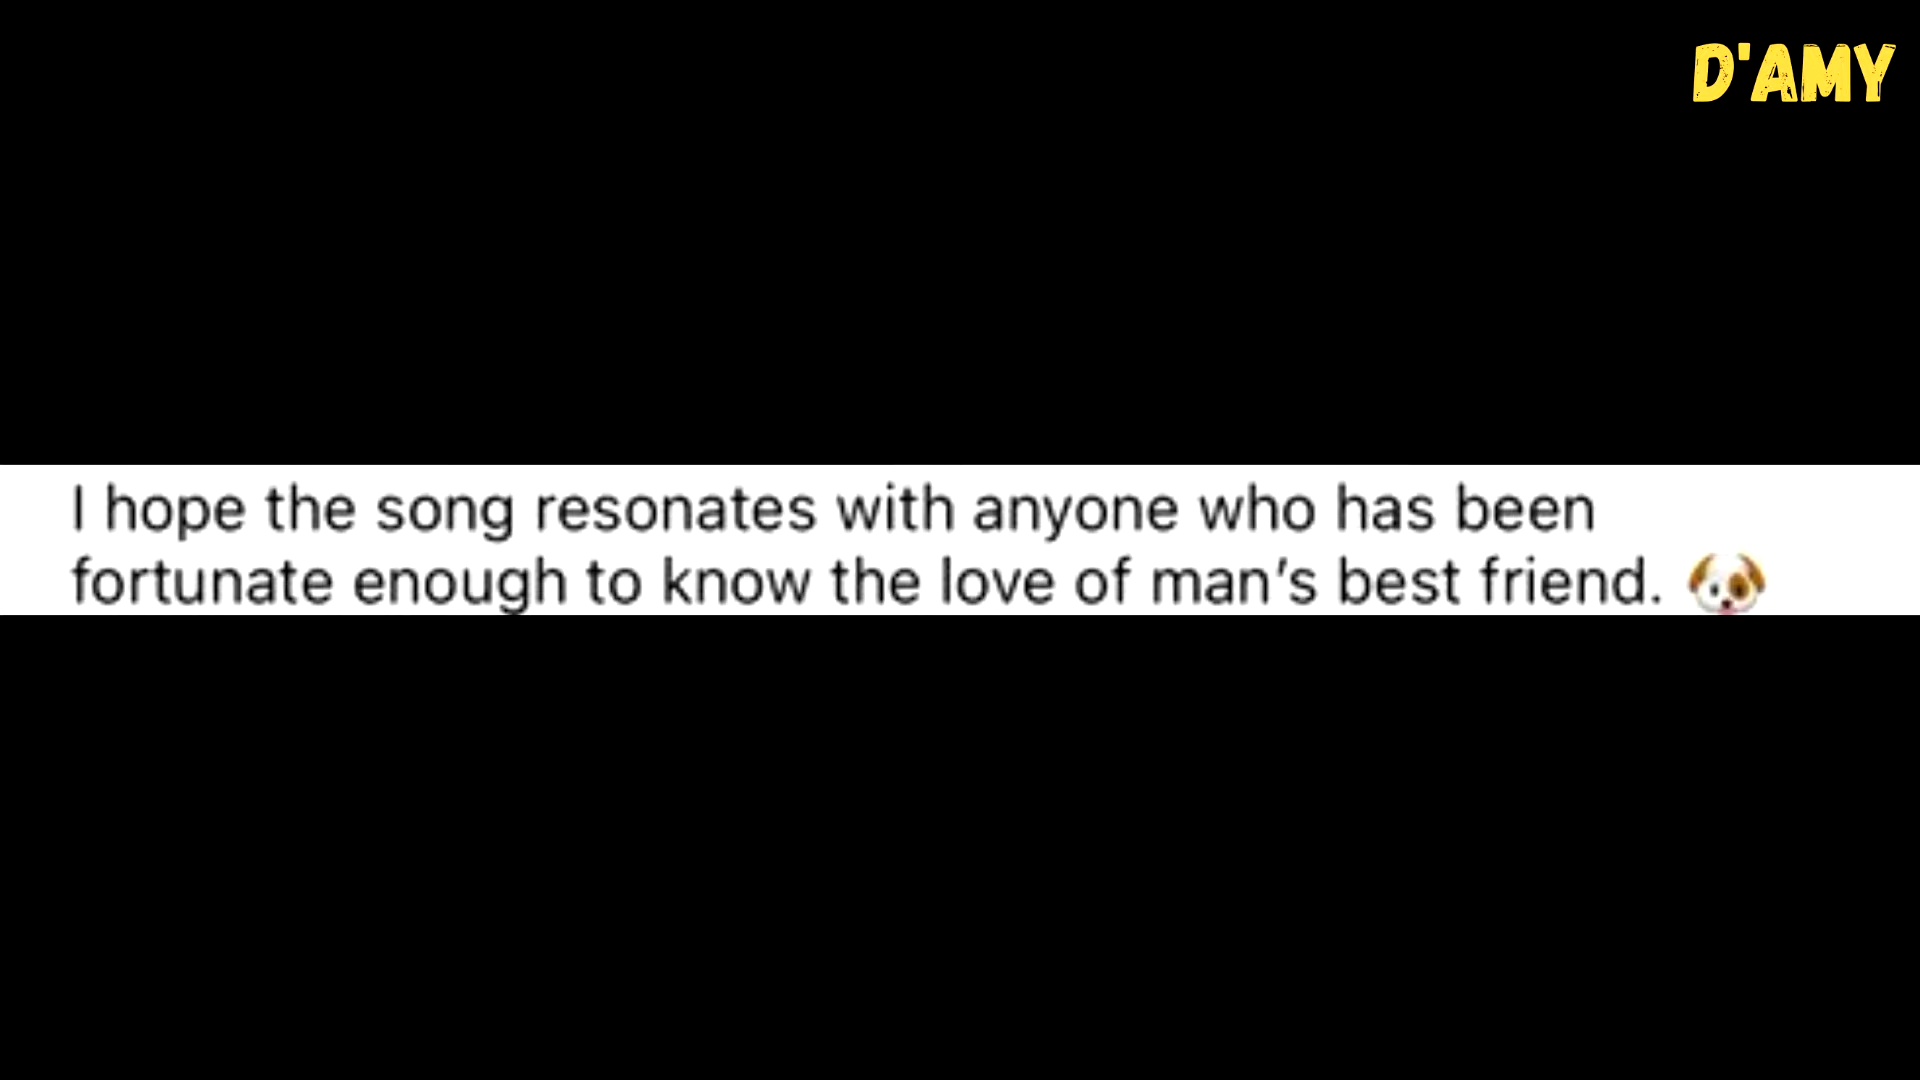 D'AMY
I hope the song resonates with anyone who has been
fortunate enough to know the love of man’s best friend. 🐶